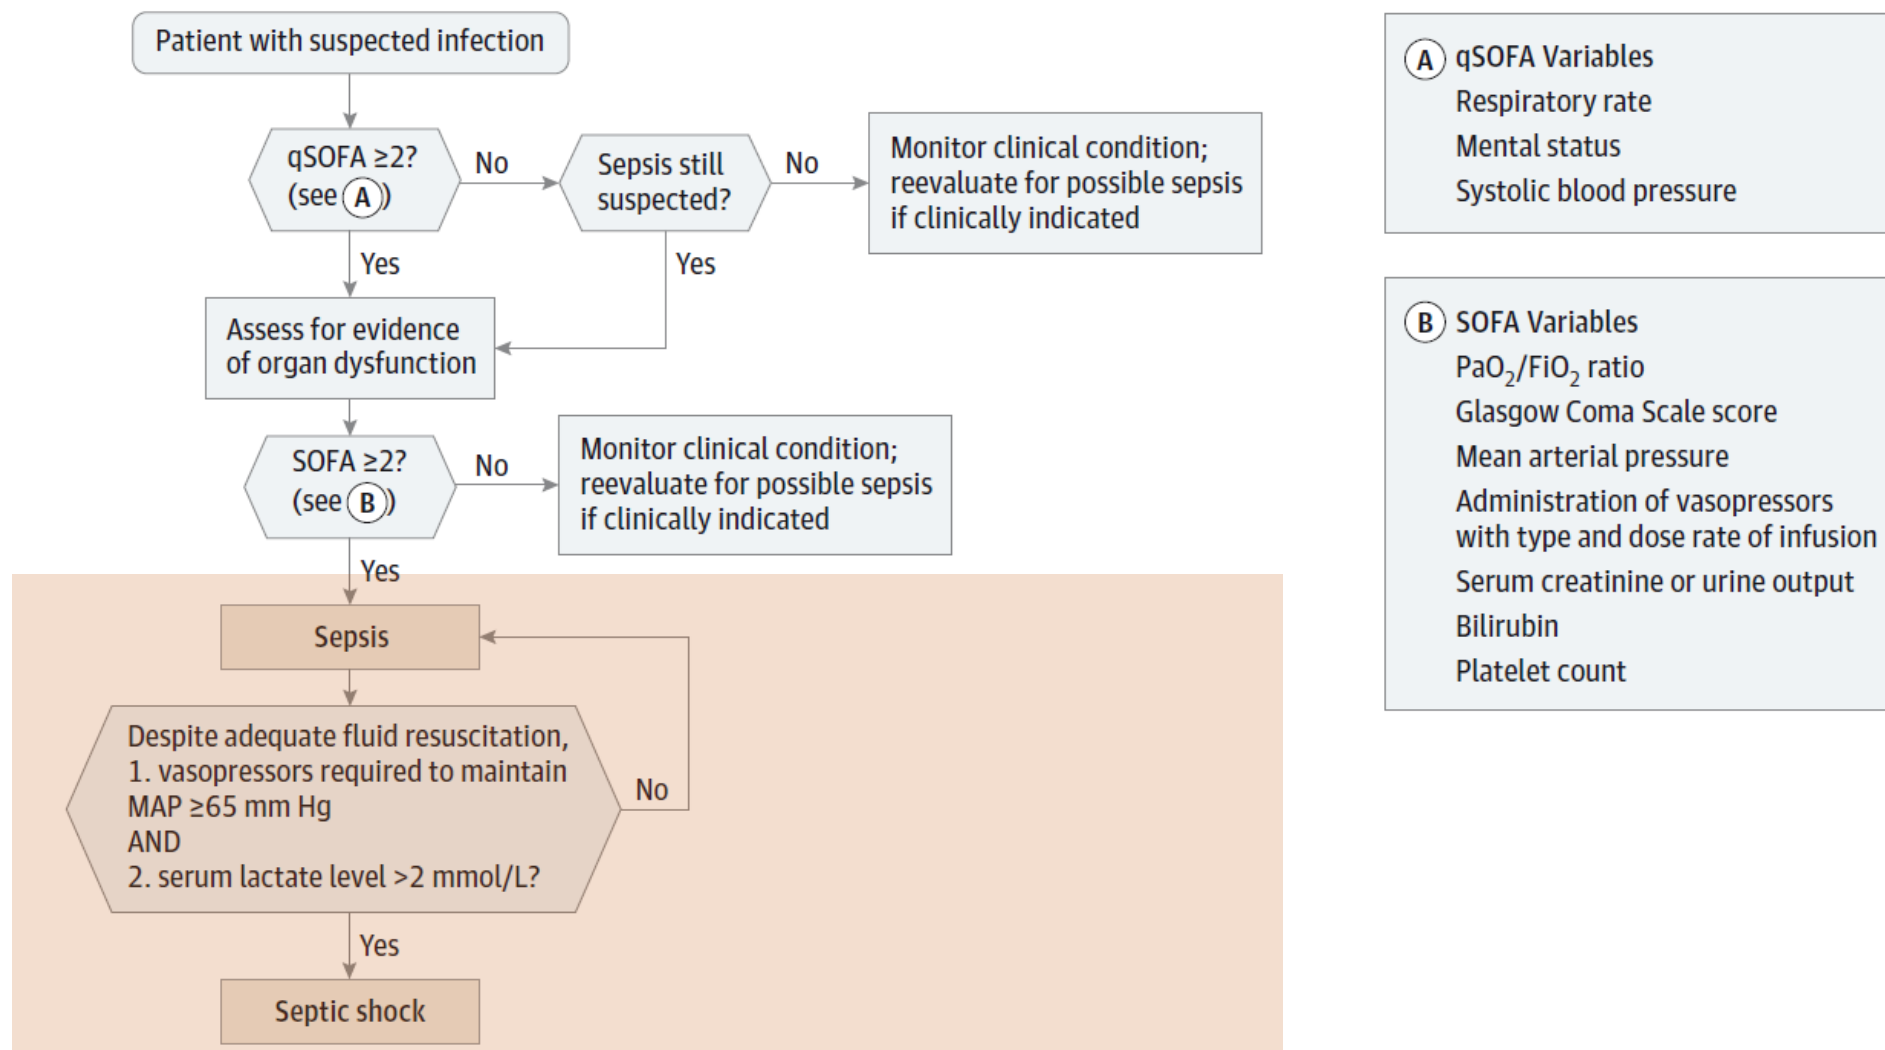 Patient with suspected infection
qSOFA ≥2?
(see A)
No
Sepsis still
suspected?
No
Monitor clinical condition;
reevaluate for possible sepsis
if clinically indicated
Yes
Yes
Assess for evidence
of organ dysfunction
SOFA ≥2?
(see B)
No
Monitor clinical condition;
reevaluate for possible sepsis
if clinically indicated
Yes
Sepsis
Despite adequate fluid resuscitation,
1. vasopressors required to maintain
MAP ≥65 mm Hg
AND
2. serum lactate level >2 mmol/L?
No
Yes
Septic shock
A qSOFA Variables
Respiratory rate
Mental status
Systolic blood pressure
B SOFA Variables
PaO₂/FiO₂ ratio
Glasgow Coma Scale score
Mean arterial pressure
Administration of vasopressors
with type and dose rate of infusion
Serum creatinine or urine output
Bilirubin
Platelet count